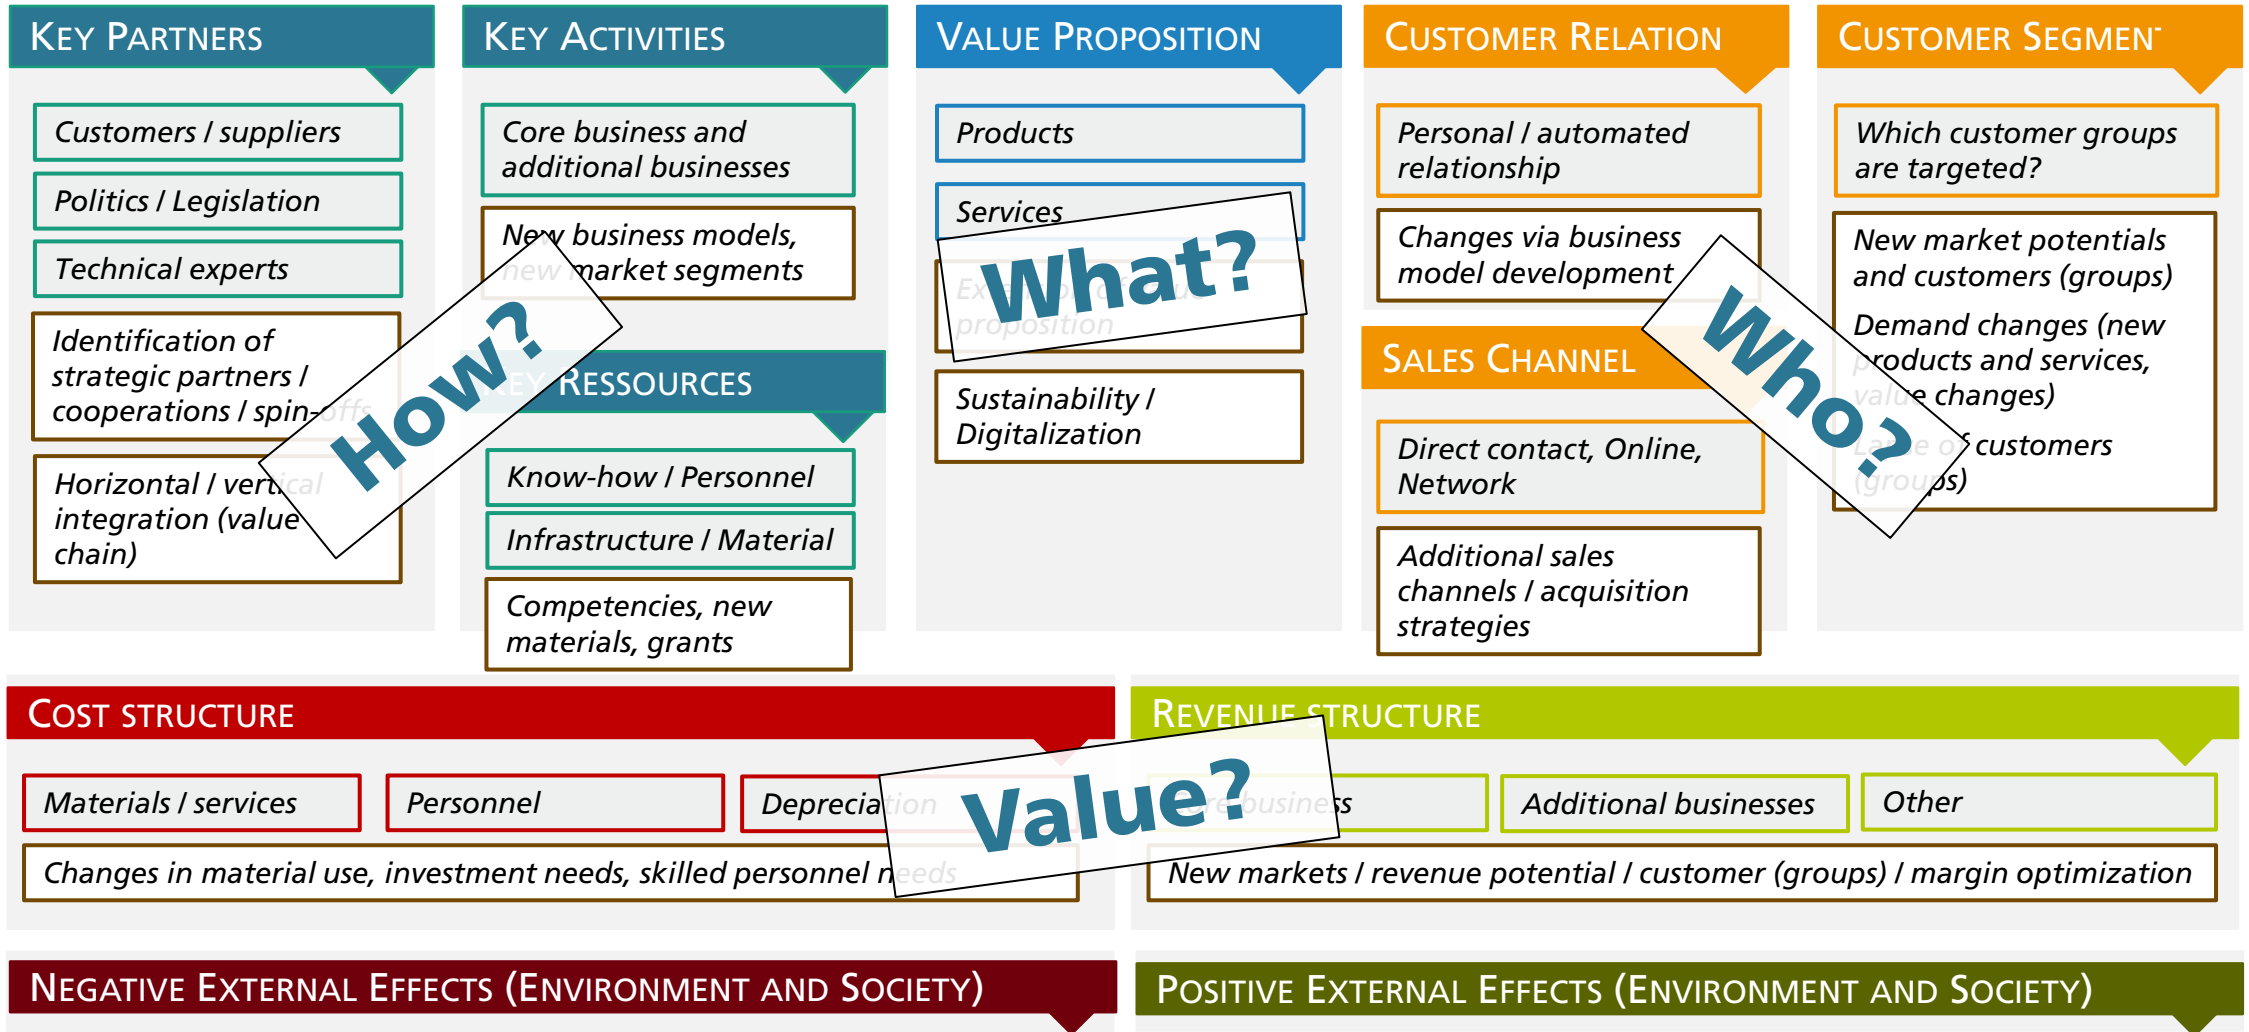 KEY PARTNERS
Customers / suppliers
Politics / Legislation
Technical experts
Identification of
strategic partners /
cooperations / spin-offs
Horizontal / vertical
integration (value
chain)
How?
KEY ACTIVITIES
Core business and
additional businesses
New business models,
new market segments
KEY RESSOURCES
Know-how / Personnel
Infrastructure / Material
Competencies, new
materials, grants
VALUE PROPOSITION
Products
Services
What?
proposition
Sustainability /
Digitalization
CUSTOMER RELATION
Personal / automated
relationship
Changes via business
model development
SALES CHANNEL
Direct contact, Online,
Network
Additional sales
channels / acquisition
strategies
Who?
CUSTOMER SEGMEN
Which customer groups
are targeted?
New market potentials
and customers (groups)
Demand changes (new
products and services,
value changes)
of customers
(groups)
COST STRUCTURE
Materials / services
Personnel
Depreciation
Changes in material use, investment needs, skilled personnel needs
Value?
REVENUE STRUCTURE
Core business
Additional businesses
Other
New markets / revenue potential / customer (groups) / margin optimization
NEGATIVE EXTERNAL EFFECTS (ENVIRONMENT AND SOCIETY)
POSITIVE EXTERNAL EFFECTS (ENVIRONMENT AND SOCIETY)